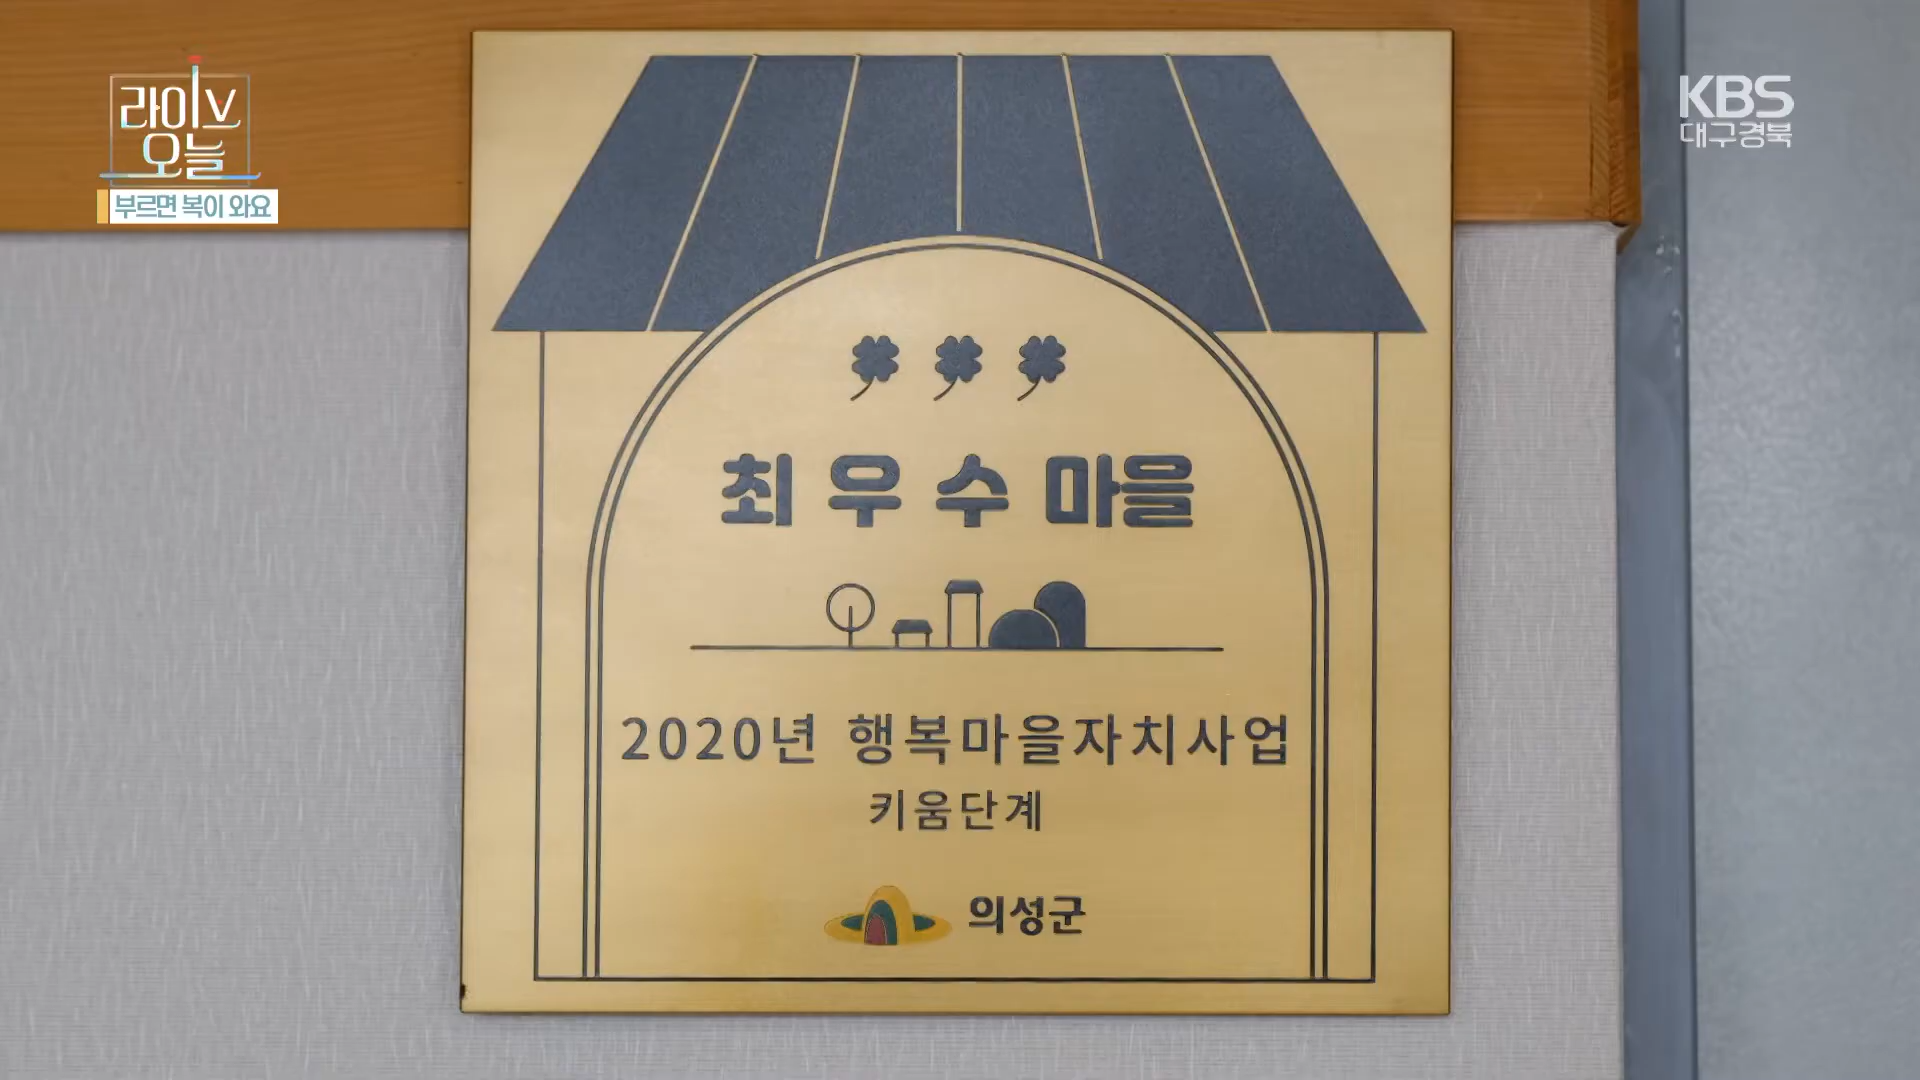 라이브
오늘
부르면 복이 와요
KBS
대구경북
최우수마을
2020년 행복마을자치사업
키움단계
의성군